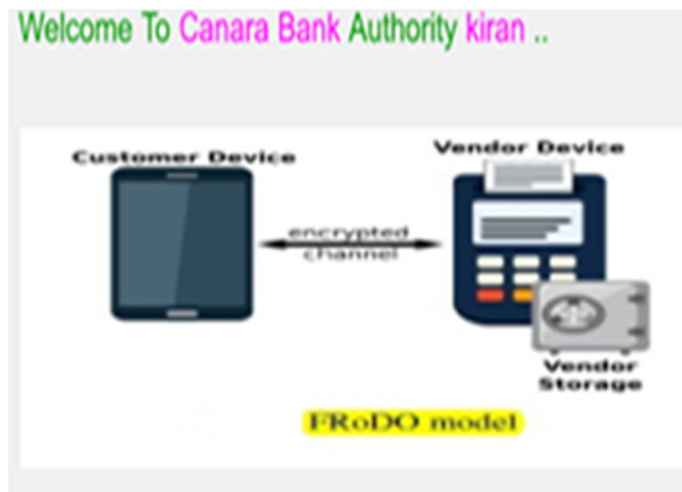 Welcome To Canara Bank Authority kiran ..
Customer Device
Vendor Device
encrypted
channel
Vendor
Storage
FRoDO model